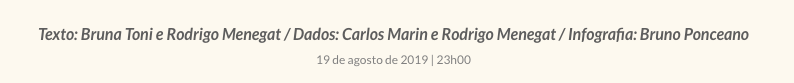 Texto: Bruna Toni e Rodrigo Menegat / Dados: Carlos Marin e Rodrigo Menegat / Infografia: Bruno Ponceano
19 de agosto de 2019 | 23h00